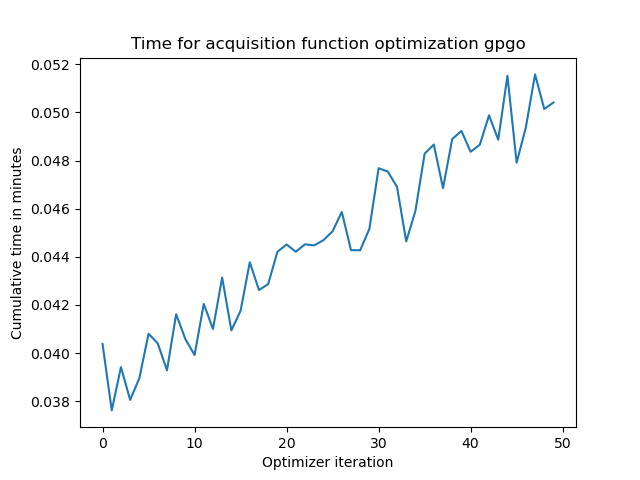 Time for acquisition function optimization gpgo
0.052
0.050
0.048
0.046
0.044
0.042
0.040
0.038
Cumulative time in minutes
0 10 20 30 40 50
Optimizer iteration